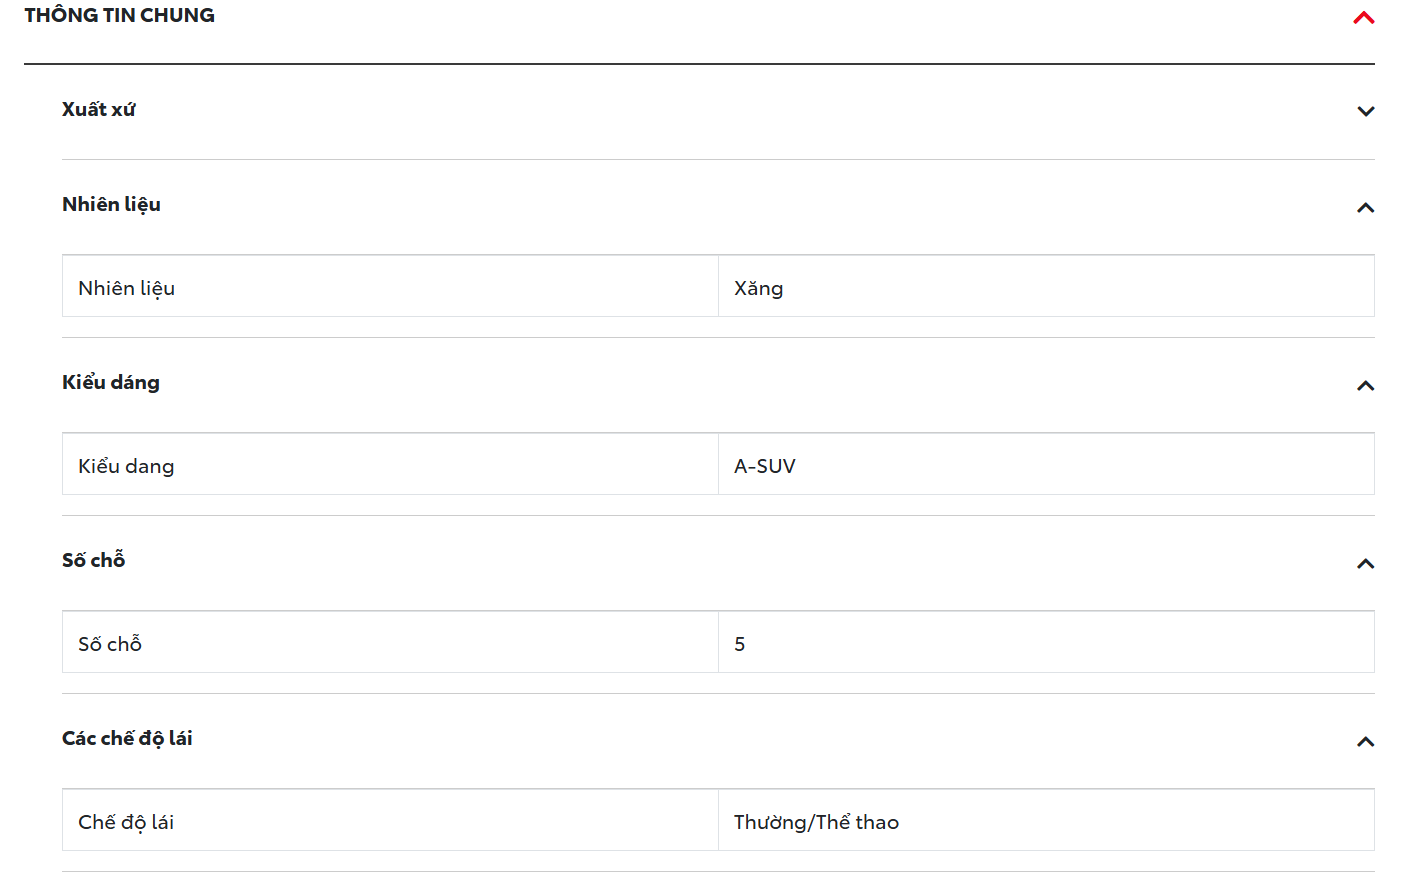 THÔNG TIN CHUNG
Xuất xứ
Nhiên liệu
Nhiên liệu Xăng
Kiểu dáng
Kiểu dang A-SUV
Số chỗ
Số chỗ 5
Các chế độ lái
Chế độ lái Thường/Thể thao